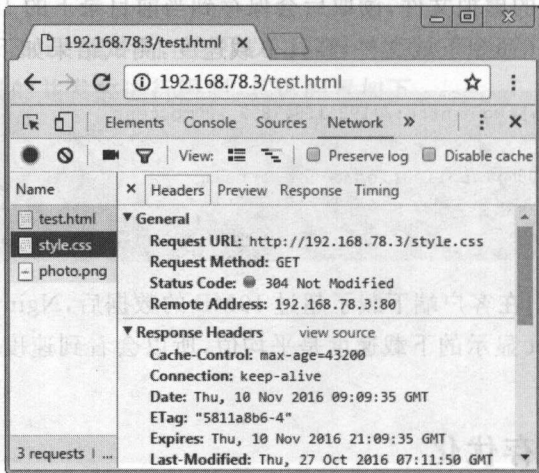 192.168.78.3/test.html ×
192.168.78.3/test.html
Elements Console Sources Network » ×
View: Preserve log Disable cache
Name
× Headers Preview Response Timing
test.html
style.css
photo.png
▼ General
Request URL: http://192.168.78.3/style.css
Request Method: GET
Status Code: 304 Not Modified
Remote Address: 192.168.78.3:80
▼ Response Headers view source
Cache-Control: max-age=43200
Connection: keep-alive
Date: Thu, 10 Nov 2016 09:09:35 GMT
ETag: "5811a8b6-4"
Expires: Thu, 10 Nov 2016 21:09:35 GMT
Last-Modified: Thu, 27 Oct 2016 07:11:50 GMT
3 requests | ...